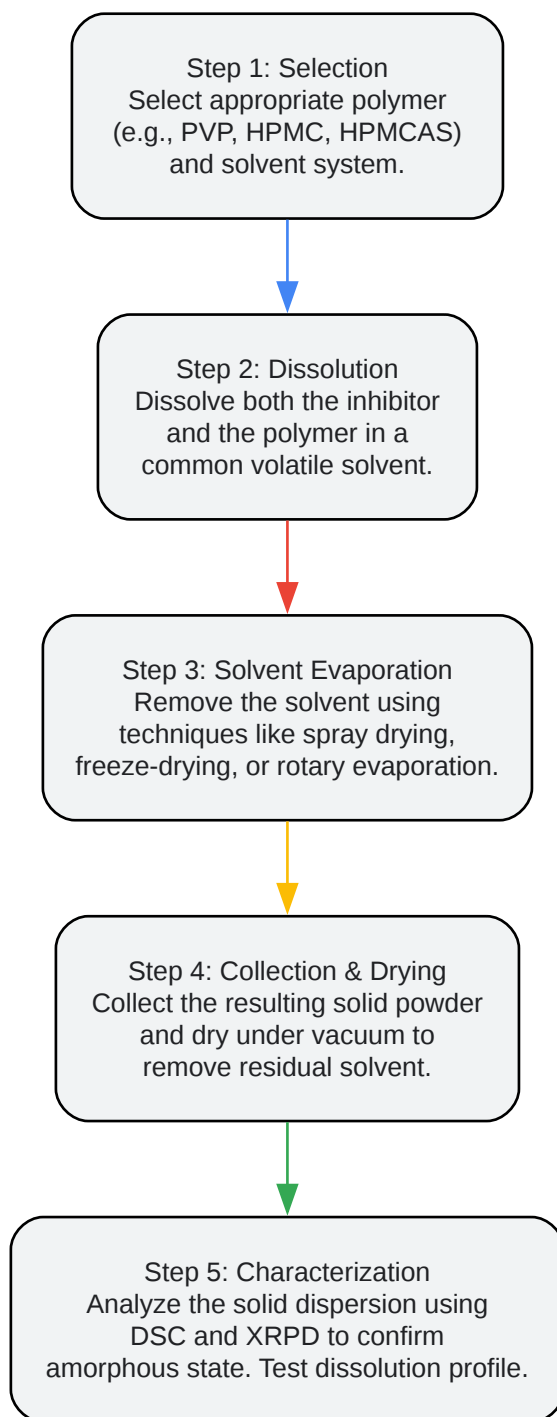 Step 1: Selection
Select appropriate polymer
(e.g., PVP, HPMC, HPMCAS)
and solvent system.
Step 2: Dissolution
Dissolve both the inhibitor
and the polymer in a
common volatile solvent.
Step 3: Solvent Evaporation
Remove the solvent using
techniques like spray drying,
freeze-drying, or rotary evaporation.
Step 4: Collection & Drying
Collect the resulting solid powder
and dry under vacuum to
remove residual solvent.
Step 5: Characterization
Analyze the solid dispersion using
DSC and XRPD to confirm
amorphous state. Test dissolution profile.